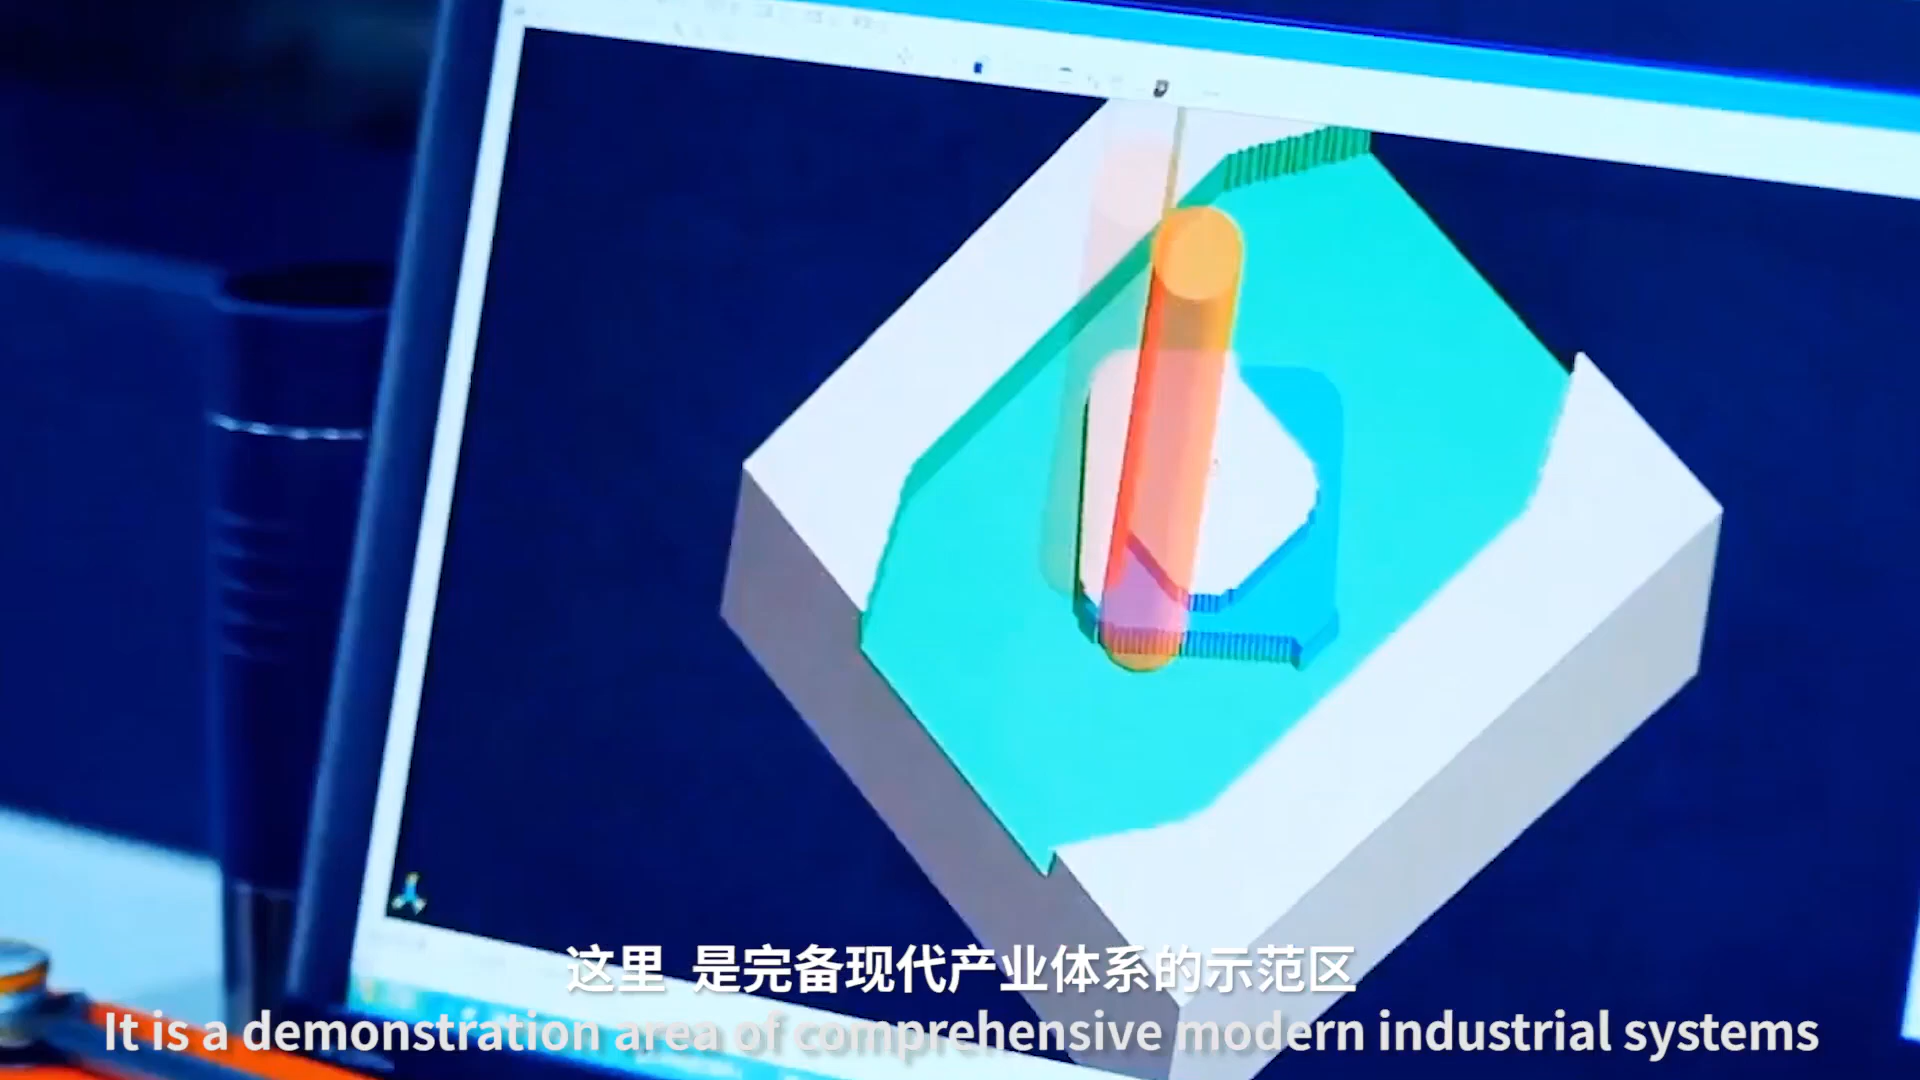 这里 是完备现代产业体系的示范区
It is a demonstration area of comprehensive modern industrial systems